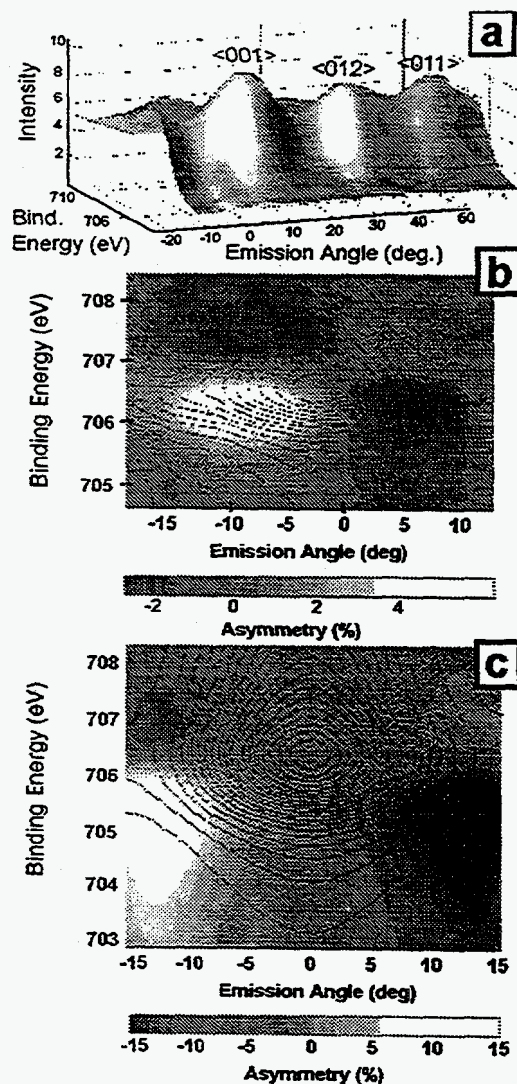 a
10
8
6
4
2
Intensity
<001>
<012>
<011>
710
706
Bind.
Energy (eV)
-20 -10 0 10 20 30 40 60
Emission Angle (deg.)
b
708
707
706
705
Binding Energy (eV)
-15 -10 -5 0 5 10
Emission Angle (deg)
-2 0 2 4
Asymmetry (%)
c
708
707
706
705
704
703
Binding Energy (eV)
-15 -10 -5 0 5 10 15
Emission Angle (deg)
-15 -10 -5 0 5 10 15
Asymmetry (%)